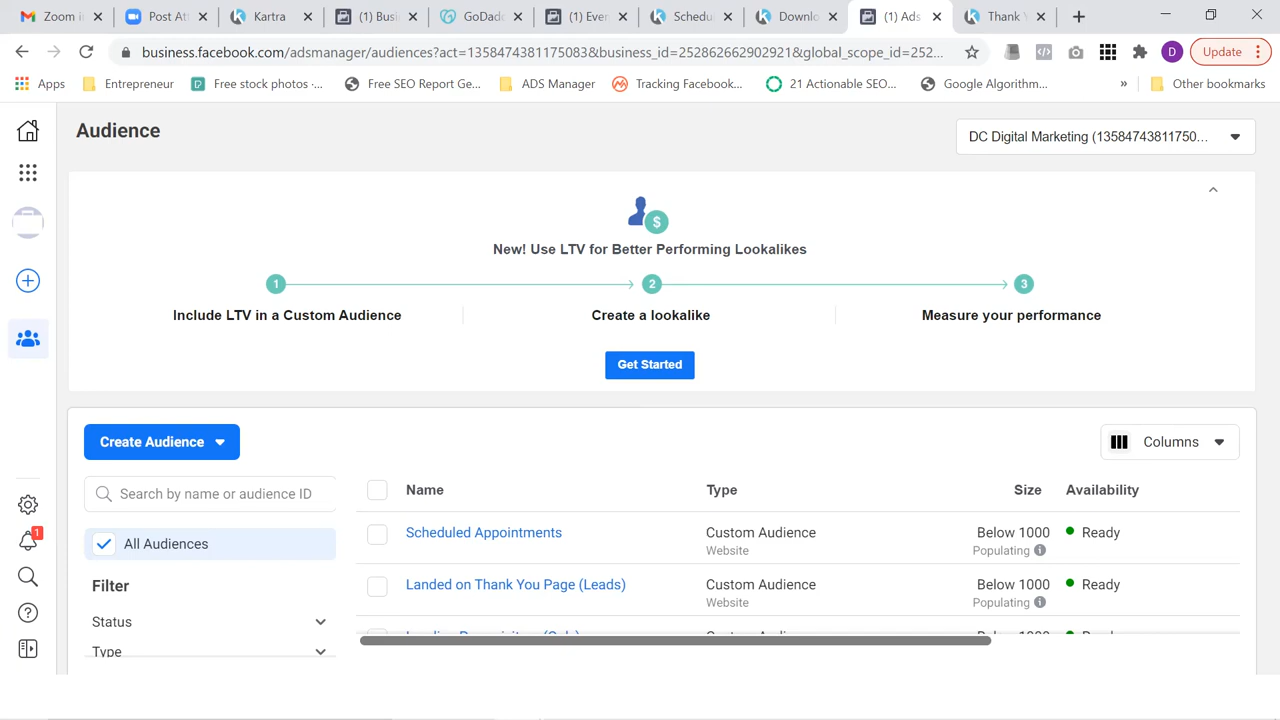 Zoom i
Post At
Kartra
(1) Busi
GoDad
(1) Ever
Schedu
Downlo
(1) Ads
Thank Y
business.facebook.com/adsmanager/audiences?act=1358474381175083&business_id=252862662902921&global_scope_id=252...
D
Update
Apps
Entrepreneur
Free stock photos ·...
Free SEO Report Ge...
ADS Manager
Tracking Facebook...
21 Actionable SEO...
Google Algorithm...
»
Other bookmarks
Audience
DC Digital Marketing (13584743811750...
$
New! Use LTV for Better Performing Lookalikes
1
2
3
Include LTV in a Custom Audience
Create a lookalike
Measure your performance
Get Started
Create Audience
Columns
Search by name or audience ID
Name
Type
Size
Availability
All Audiences
Scheduled Appointments
Custom Audience
Below 1000
Ready
Website
Populating
1
Filter
Landed on Thank You Page (Leads)
Custom Audience
Below 1000
Ready
Website
Populating
Status
Type